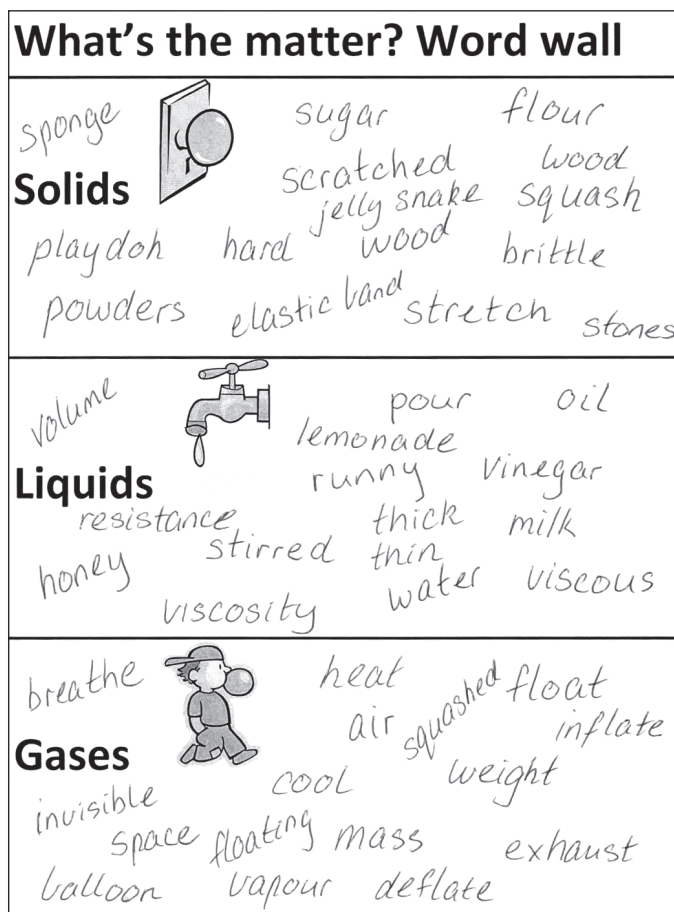 What's the matter? Word wall
sponge sugar flour
scratched wood
Solids jelly snake squash
playdoh hard wood brittle
powders elastic band stretch stones
volume pour oil
lemonade
Liquids runny vinegar
resistance thick milk
honey stirred thin
viscosity water viscous
breathe heat squashed float
air inflate
Gases cool weight
invisible
space floating mass exhaust
balloon vapour deflate